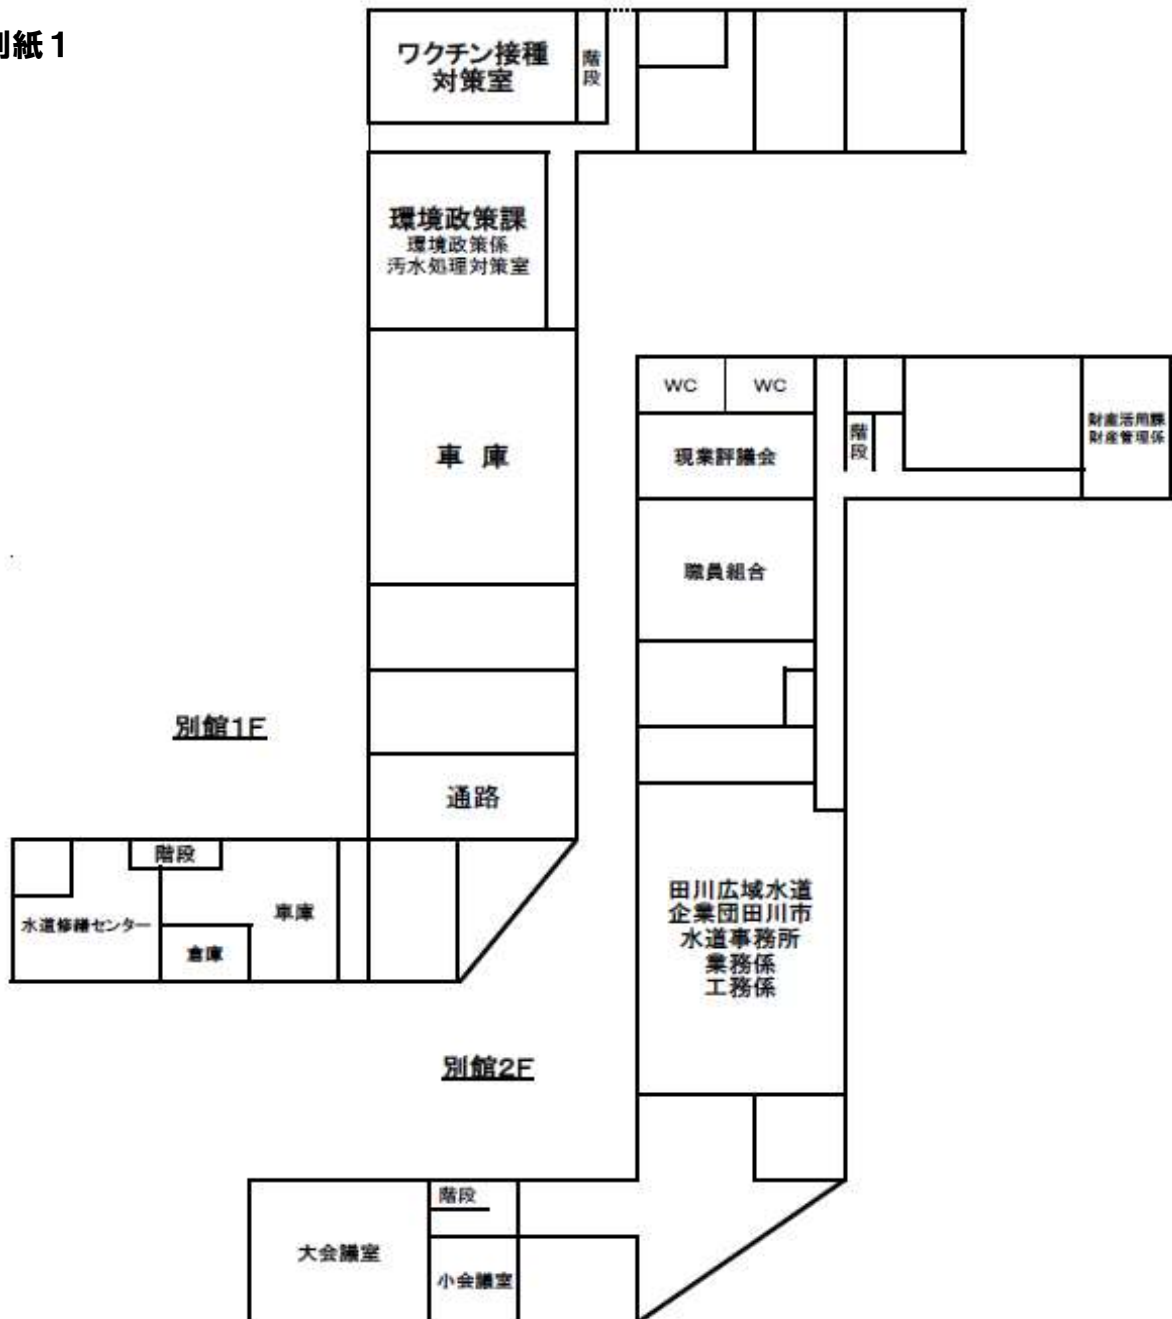 別紙1
ワクチン接種
対策室
階段
環境政策課
環境政策係
汚水処理対策室
車庫
通路
別館1F
階段
水道修繕センター
車庫
倉庫
WC
WC
階段
財産活用課
財産管理係
現業評議会
職員組合
田川広域水道
企業団田川市
水道事務所
業務係
工務係
別館2F
階段
大会議室
小会議室